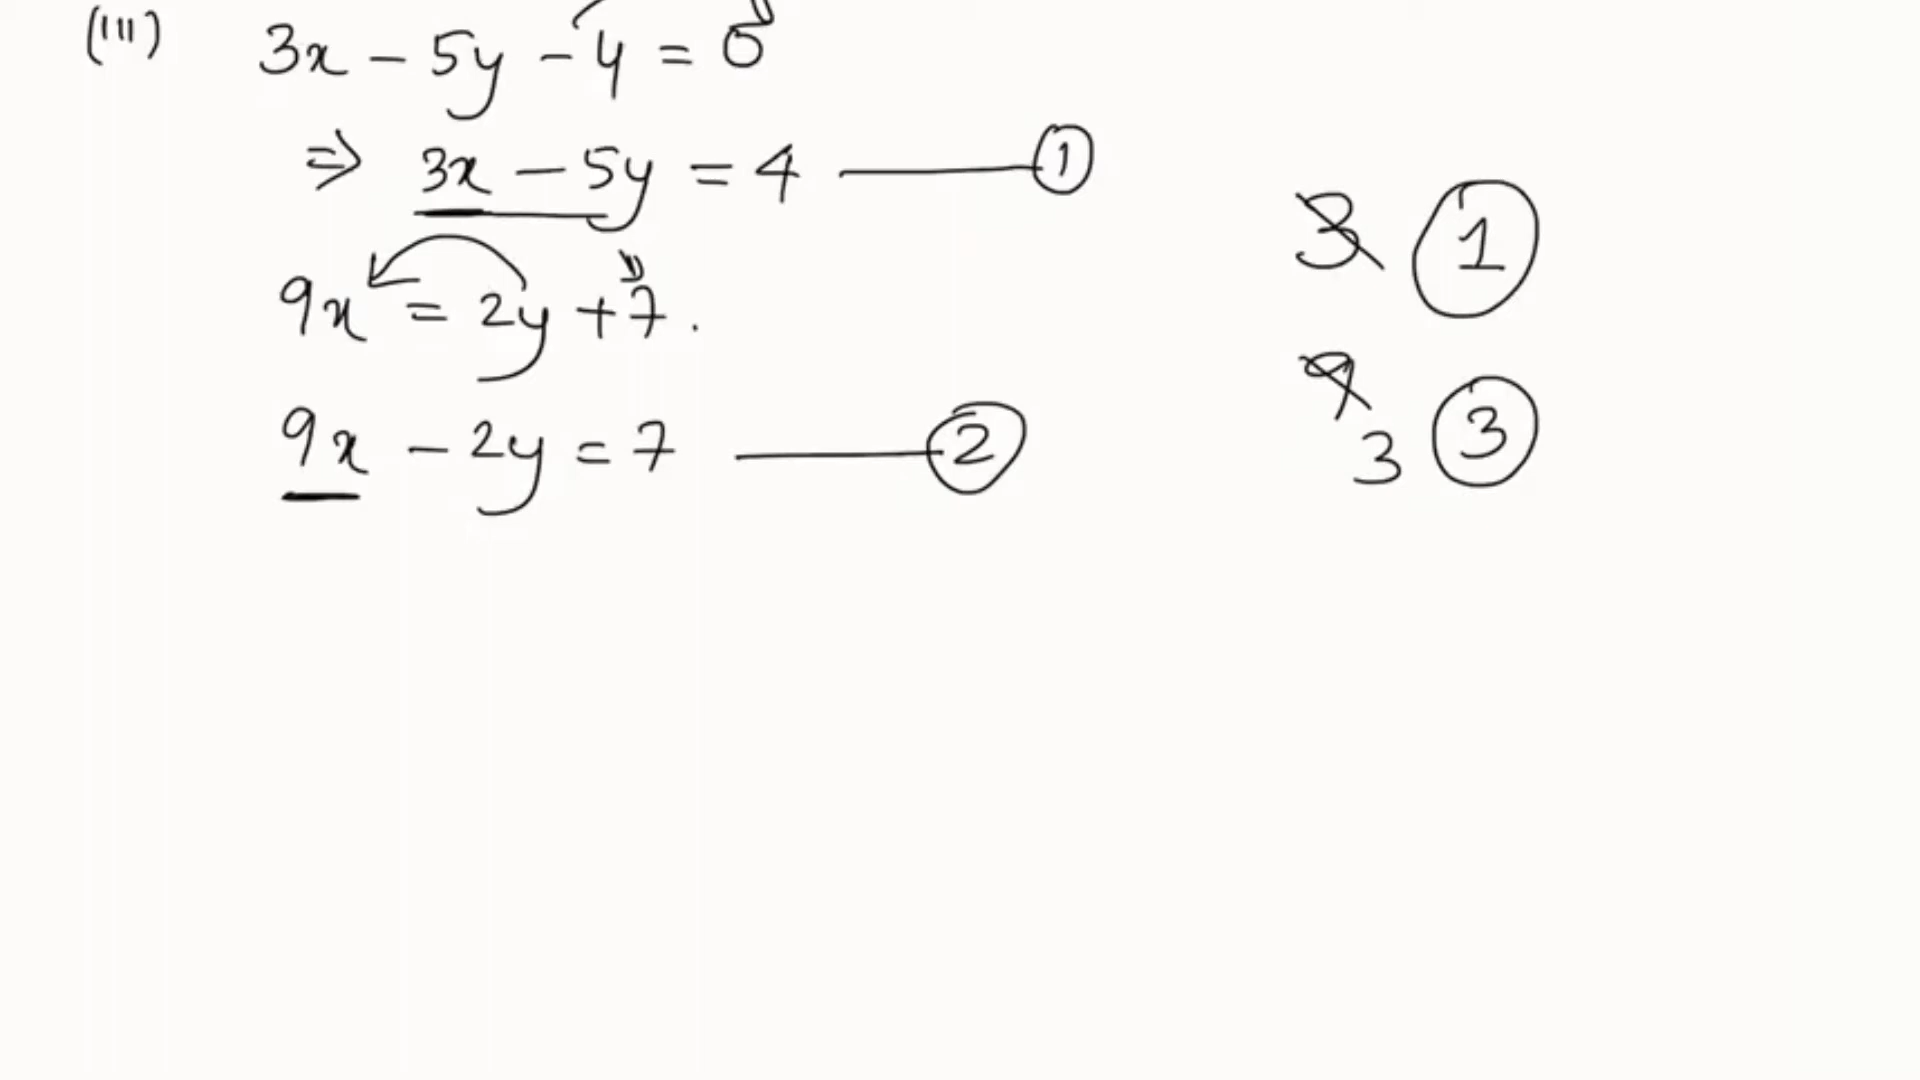 (III) 3x - 5y - 4 = 0
⇒ 3x - 5y = 4 —— ①
9x = 2y + 7.
9x - 2y = 7 —— ②
3 ①
9
3 ③